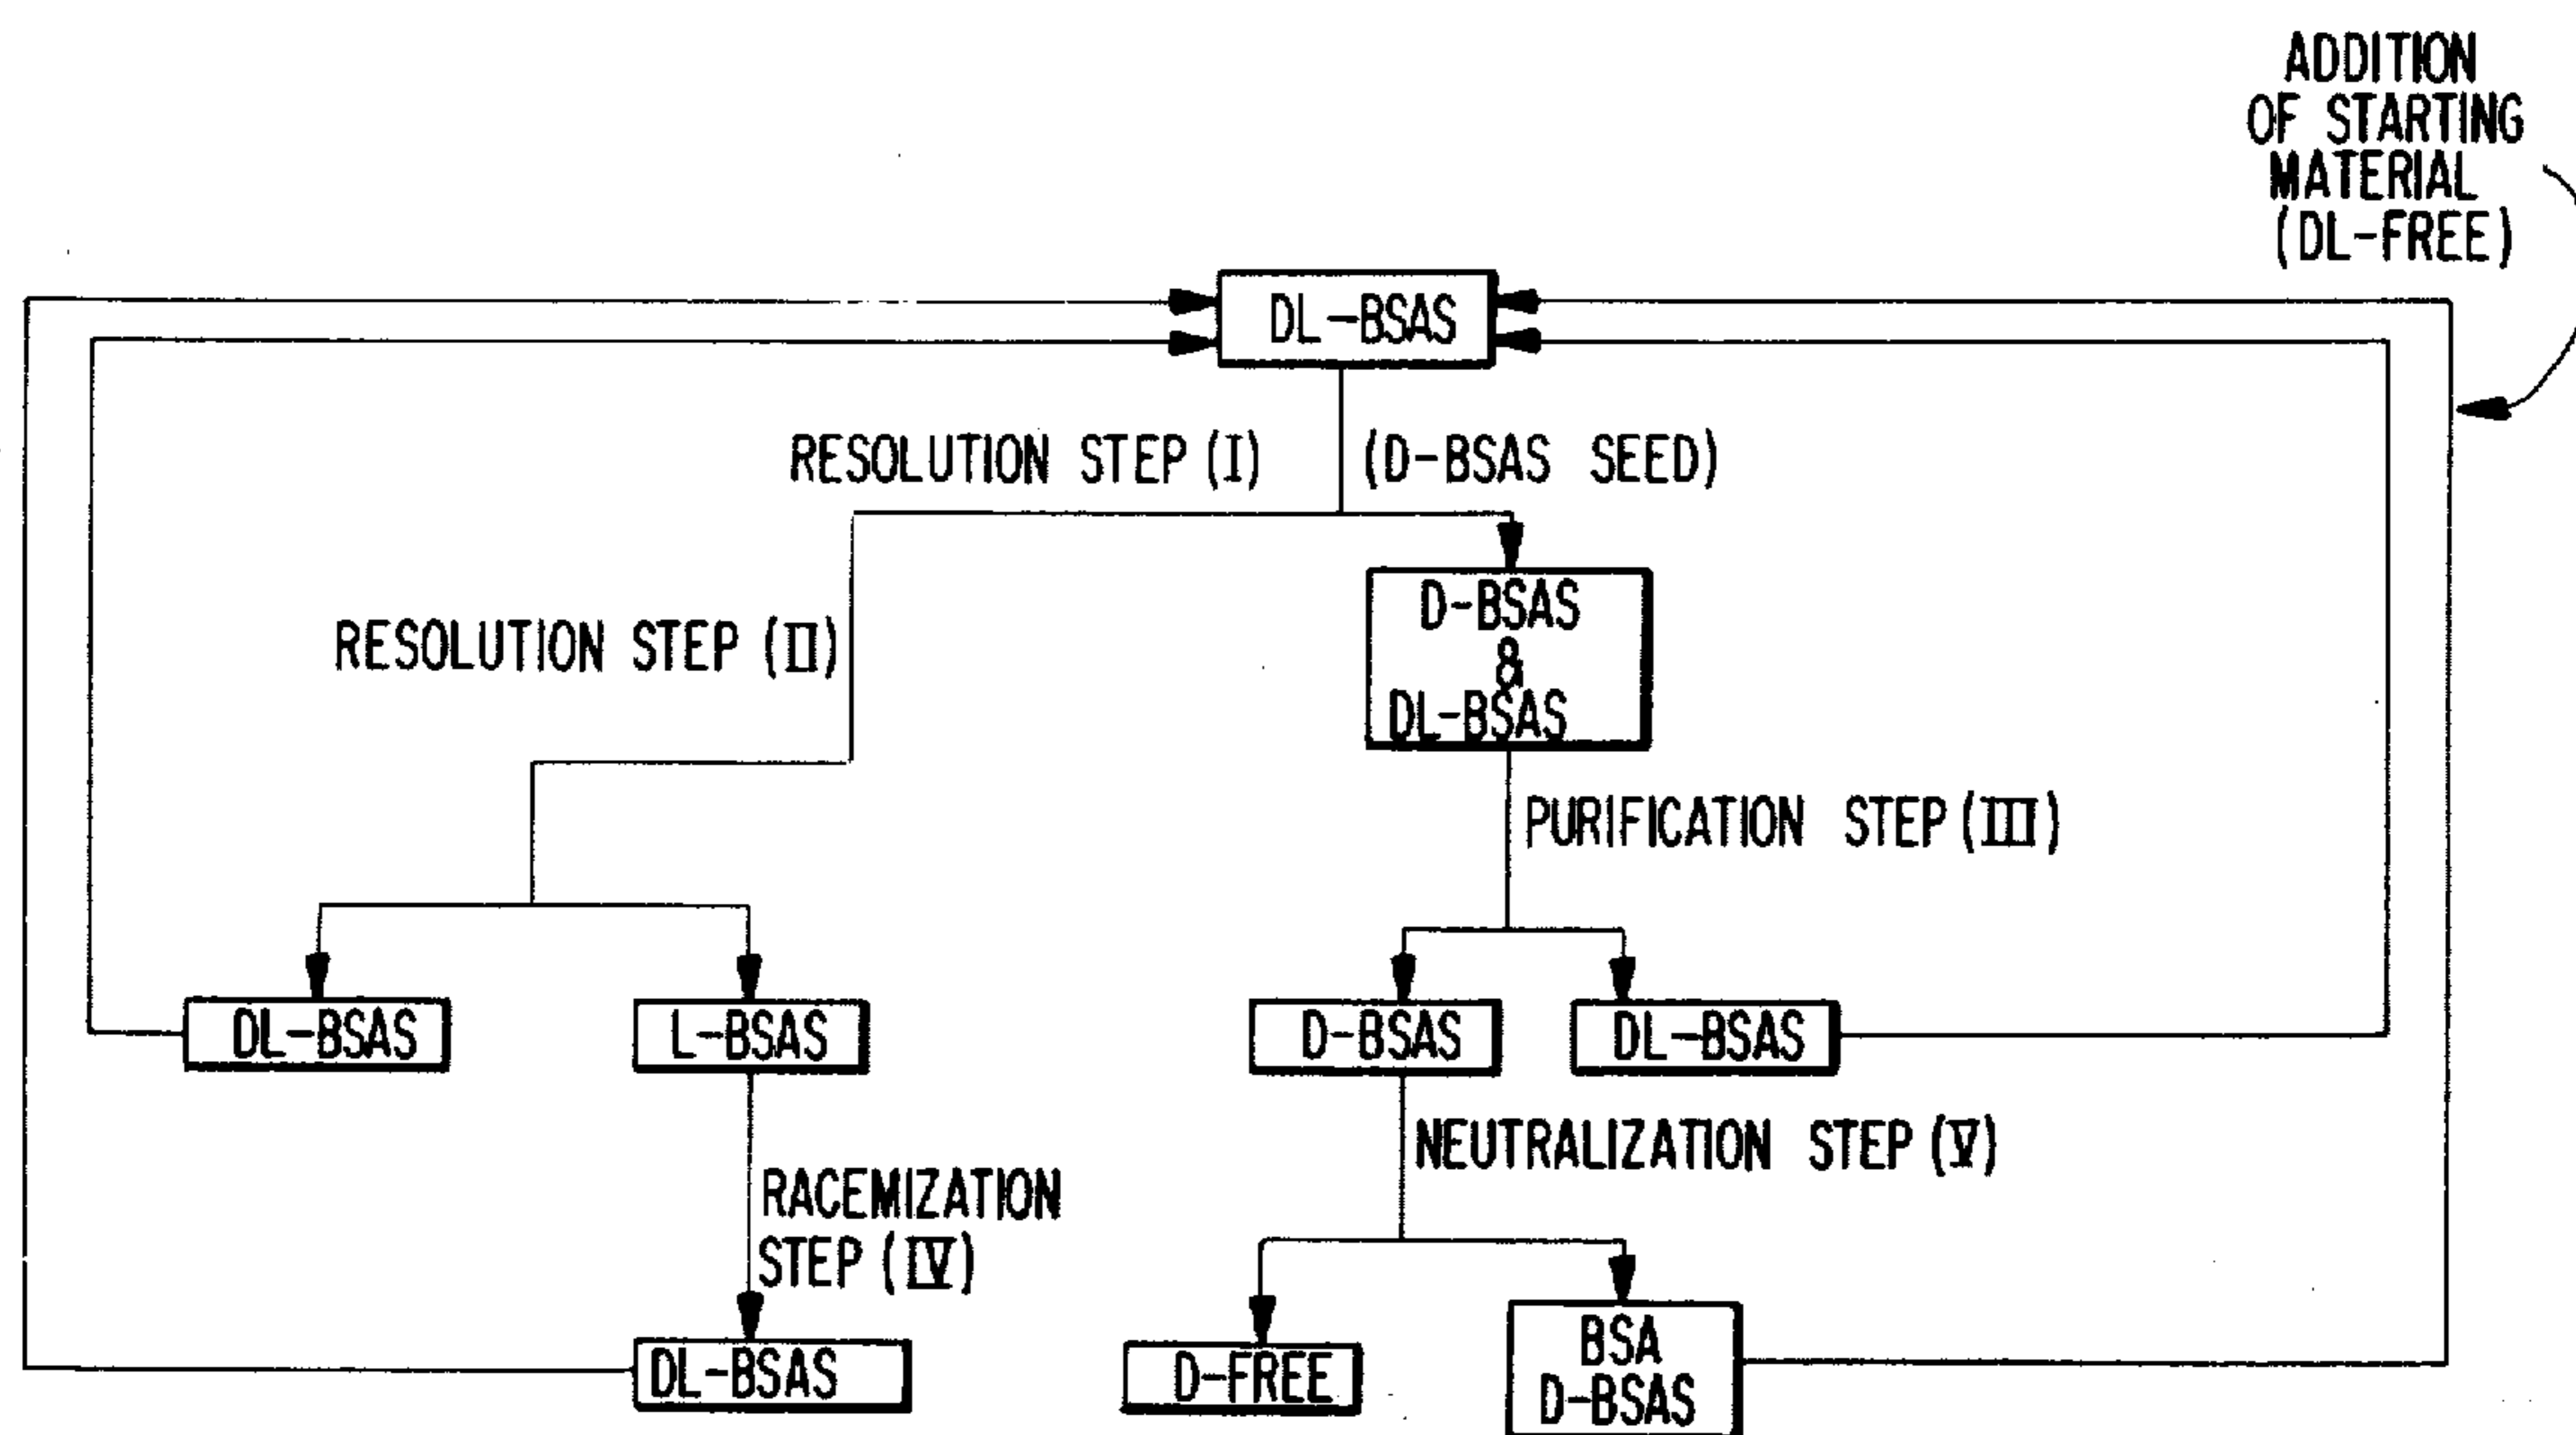 ADDITION
OF STARTING
MATERIAL
(DL-FREE)
DL-BSAS
RESOLUTION STEP (I)
(D-BSAS SEED)
D-BSAS
&
DL-BSAS
RESOLUTION STEP (II)
PURIFICATION STEP (III)
DL-BSAS
L-BSAS
D-BSAS
DL-BSAS
NEUTRALIZATION STEP (V)
RACEMIZATION
STEP (IV)
DL-BSAS
D-FREE
BSA
D-BSAS